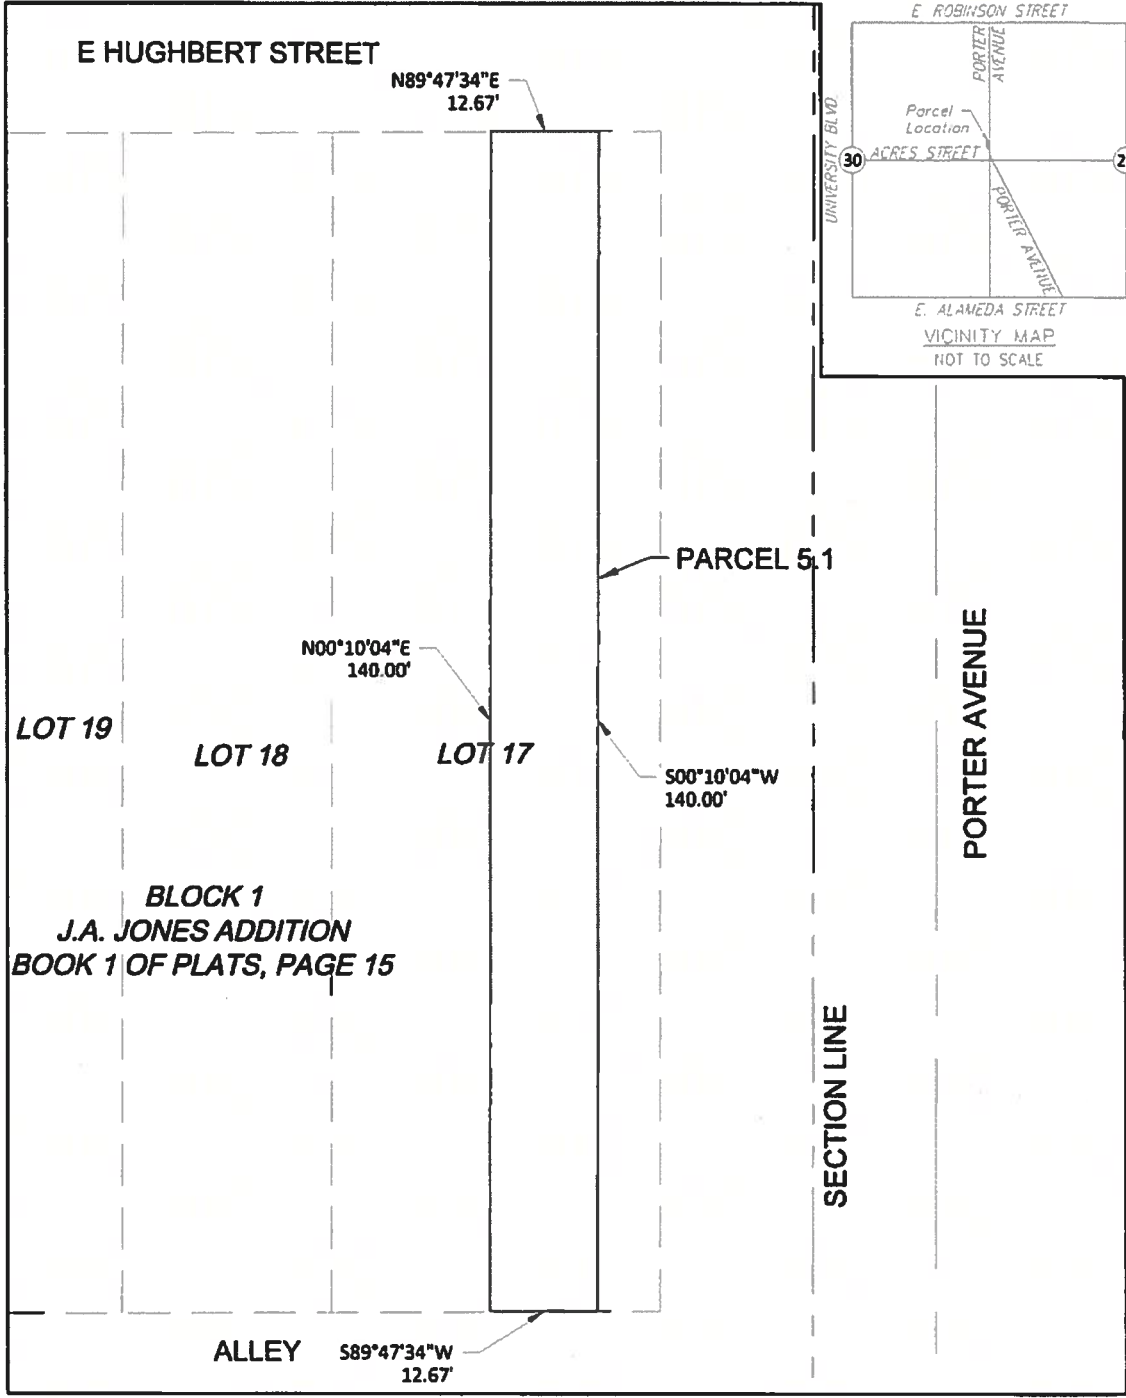 E HUGHBERT STREET
N89°47'34"E
12.67'
E ROBINSON STREET
PORTER
AVENUE
UNIVERSITY BLVD.
Parcel
Location
30
ACRES STREET
2
PORTER AVENUE
E. ALAMEDA STREET
VICINITY MAP
NOT TO SCALE
PARCEL 5.1
N00°10'04"E
140.00'
LOT 19
LOT 18
LOT 17
S00°10'04"W
140.00'
PORTER AVENUE
BLOCK 1
J.A. JONES ADDITION
BOOK 1 OF PLATS, PAGE 15
SECTION LINE
ALLEY
S89°47'34"W
12.67'